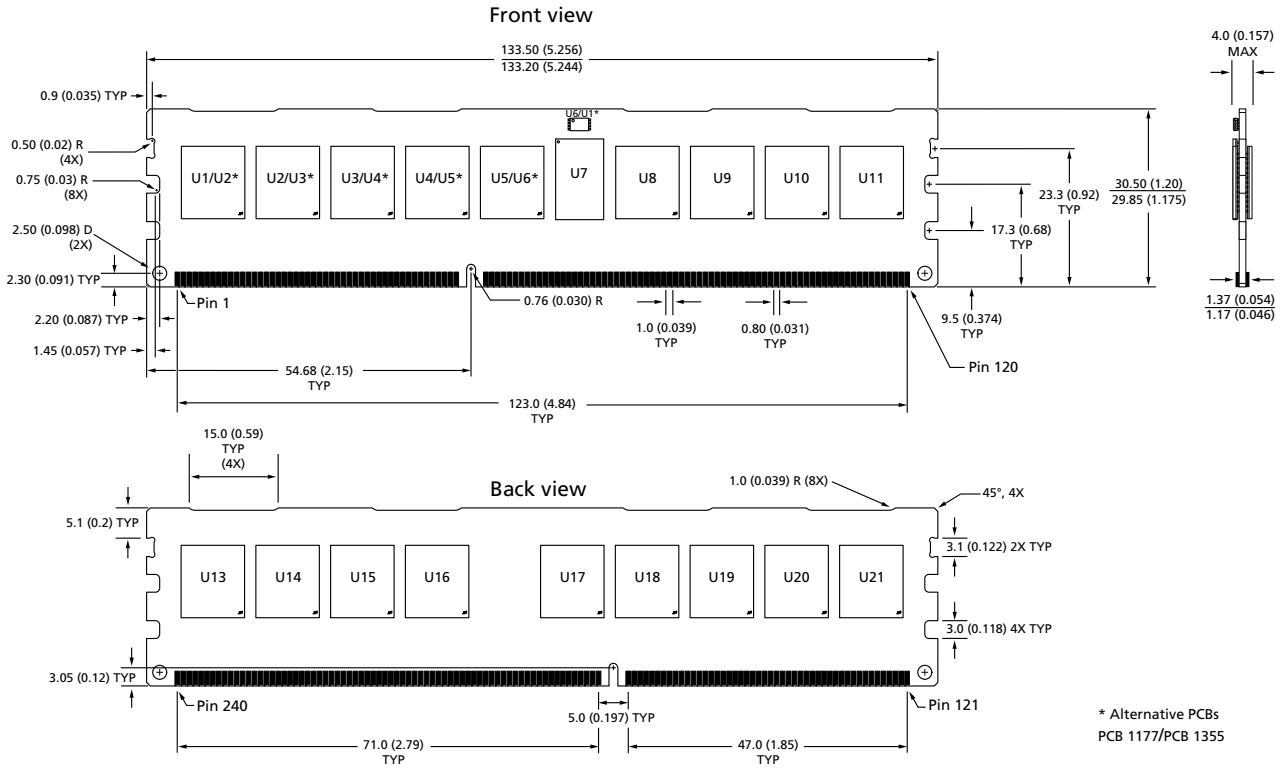 Front view
133.50 (5.256)
133.20 (5.244)
4.0 (0.157)
MAX
0.9 (0.035) TYP
U6/U1*
0.50 (0.02) R
(4X)
0.75 (0.03) R
(8X)
2.50 (0.098) D
(2X)
2.30 (0.091) TYP
2.20 (0.087) TYP
1.45 (0.057) TYP
U1/U2*
U2/U3*
U3/U4*
U4/U5*
U5/U6*
U7
U8
U9
U10
U11
23.3 (0.92)
TYP
30.50 (1.20)
29.85 (1.175)
17.3 (0.68)
TYP
Pin 1
0.76 (0.030) R
1.0 (0.039)
TYP
0.80 (0.031)
TYP
9.5 (0.374)
TYP
1.37 (0.054)
1.17 (0.046)
Pin 120
54.68 (2.15)
TYP
123.0 (4.84)
TYP
15.0 (0.59)
TYP
(4X)
Back view
1.0 (0.039) R (8X)
45°, 4X
5.1 (0.2) TYP
3.1 (0.122) 2X TYP
U13
U14
U15
U16
U17
U18
U19
U20
U21
3.0 (0.118) 4X TYP
3.05 (0.12) TYP
Pin 240
5.0 (0.197) TYP
Pin 121
71.0 (2.79)
TYP
47.0 (1.85)
TYP
* Alternative PCBs
PCB 1177/PCB 1355